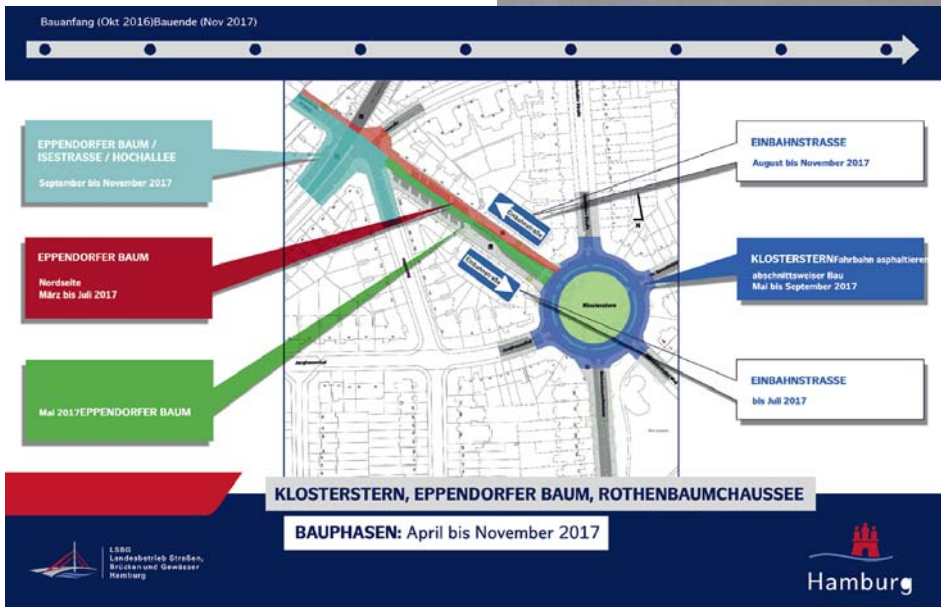 Bauanfang (Okt 2016)Bauende (Nov 2017)
EPPENDORFER BAUM /
ISESTRASSE / HOCHALLEE
September bis November 2017
EPPENDORFER BAUM
Nordseite
März bis Juli 2017
Mai 2017EPPENDORFER BAUM
Einbahnstraße
Einbahnstraße
Klosterstern
Jungfrauenthal
Jungfrauenthal
N
EINBAHNSTRASSE
August bis November 2017
KLOSTERSTERNFahrbahn asphaltieren
abschnittsweiser Bau
Mai bis September 2017
EINBAHNSTRASSE
bis Juli 2017
KLOSTERSTERN, EPPENDORFER BAUM, ROTHENBAUMCHAUSSEE
BAUPHASEN: April bis November 2017
LSBG
Landesbetrieb Straßen,
Brücken und Gewässer
Hamburg
Hamburg